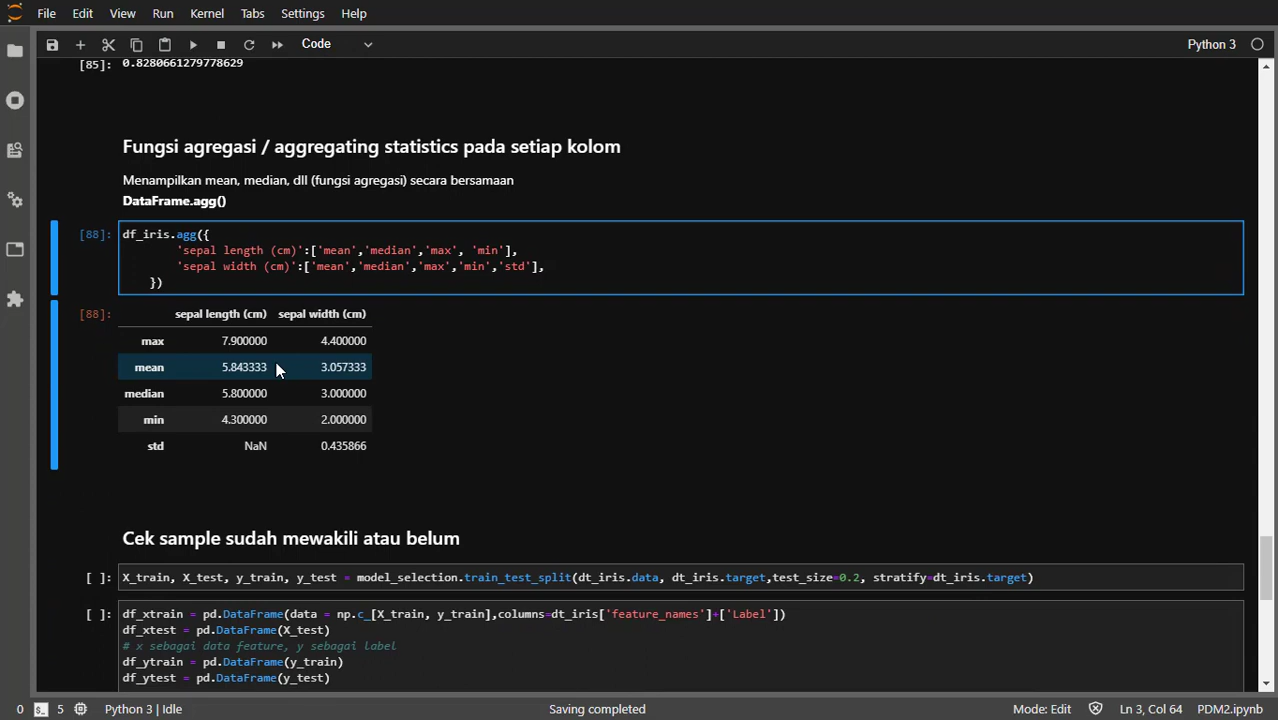 File Edit View Run Kernel Tabs Settings Help
Code Python 3
[85]: 0.8280661279778629
Fungsi agregasi / aggregating statistics pada setiap kolom
Menampilkan mean, median, dll (fungsi agregasi) secara bersamaan
DataFrame.agg()
[88]: df_iris.agg({
'sepal length (cm)':['mean','median','max', 'min'],
'sepal width (cm)':['mean','median','max','min','std'],
})
[88]: sepal length (cm) sepal width (cm)
max 7.900000 4.400000
mean 5.843333 3.057333
median 5.800000 3.000000
min 4.300000 2.000000
std NaN 0.435866
Cek sample sudah mewakili atau belum
[ ]: X_train, X_test, y_train, y_test = model_selection.train_test_split(dt_iris.data, dt_iris.target,test_size=0.2, stratify=dt_iris.target)
[ ]: df_xtrain = pd.DataFrame(data = np.c_[X_train, y_train],columns=dt_iris['feature_names']+['Label'])
df_xtest = pd.DataFrame(X_test)
# x sebagai data feature, y sebagai label
df_ytrain = pd.DataFrame(y_train)
df_ytest = pd.DataFrame(y_test)
0 5 Python 3 | Idle Saving completed Mode: Edit Ln 3, Col 64 PDM2.ipynb